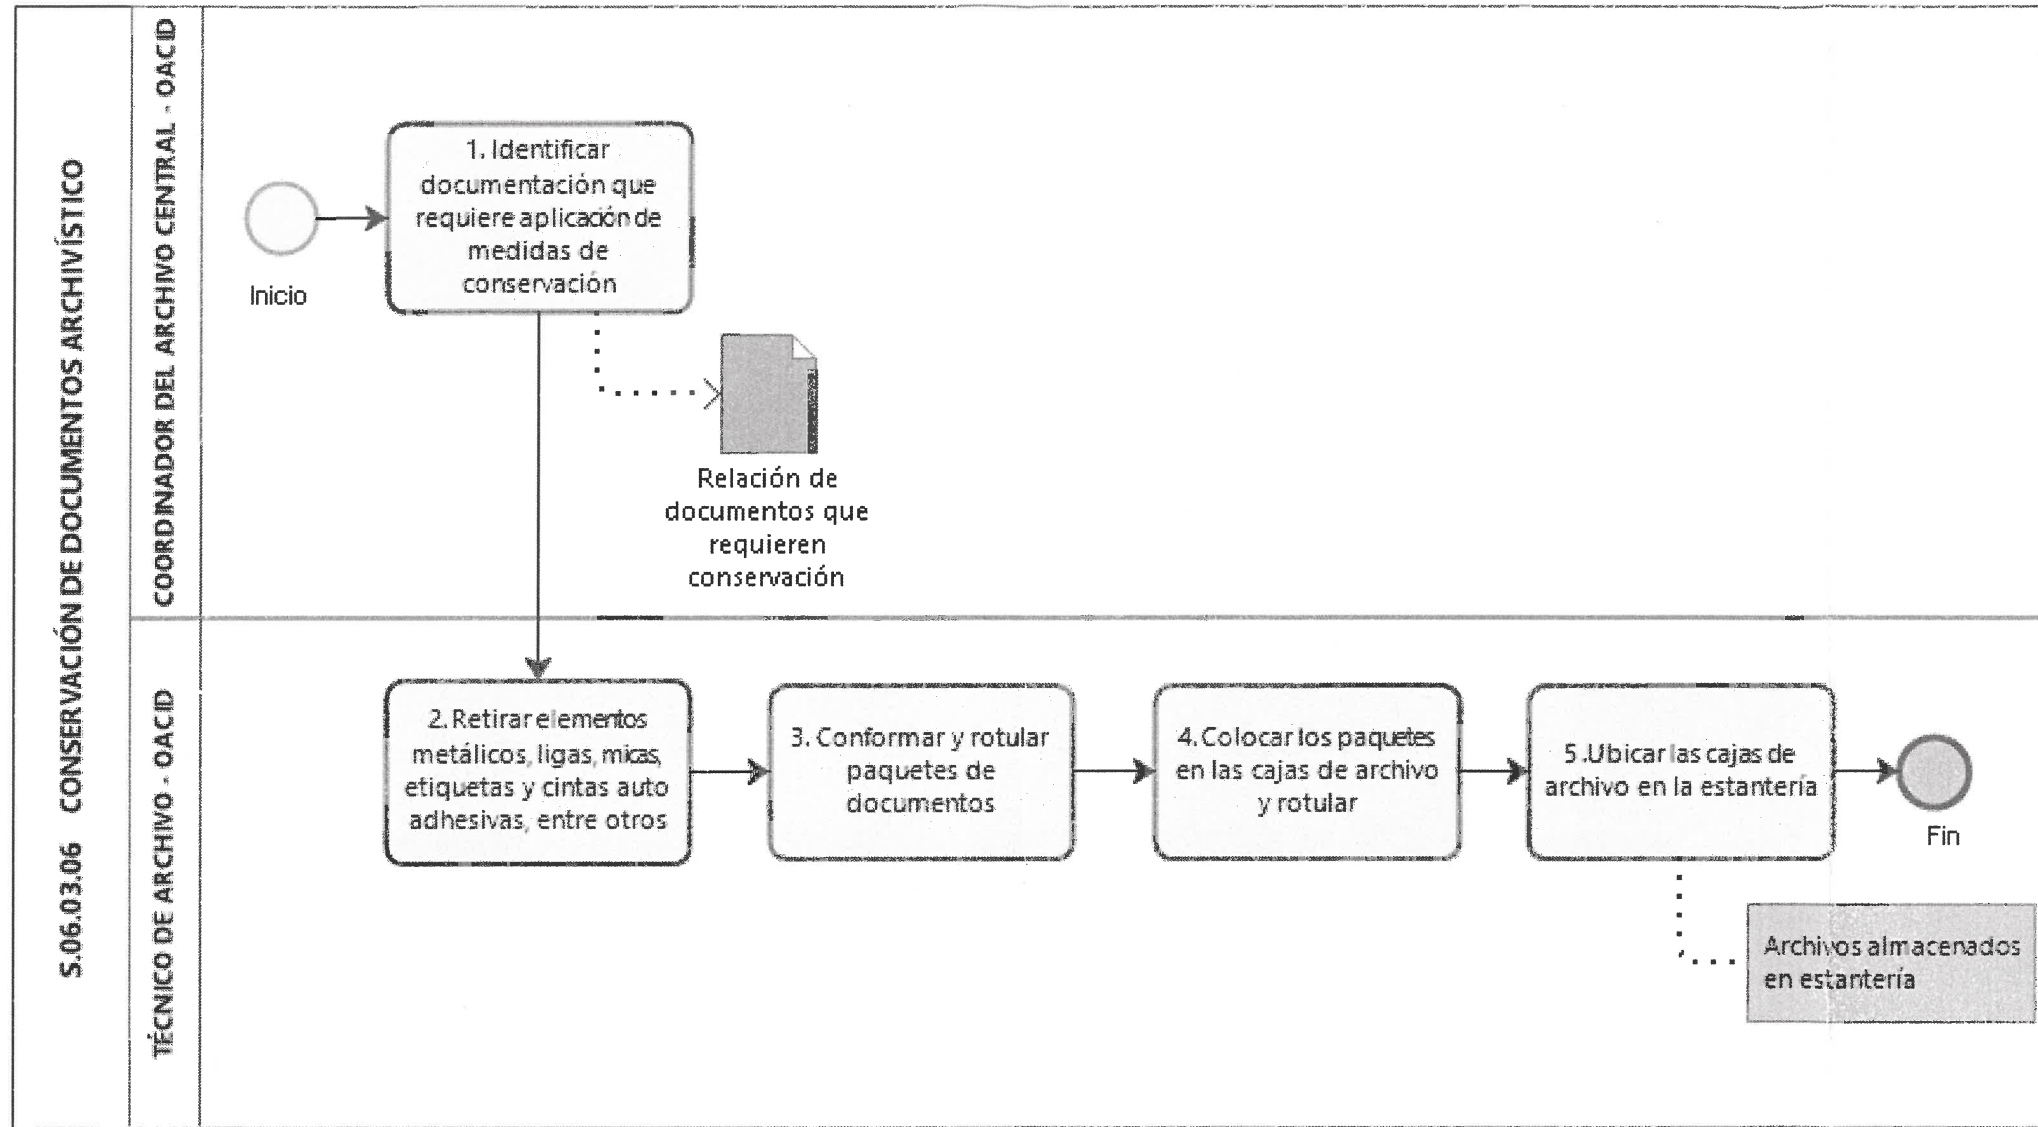 S.06.03.06 CONSERVACIÓN DE DOCUMENTOS ARCHIVÍSTICO
COORDINADOR DEL ARCHIVO CENTRAL - OACID
Inicio
1. Identificar
documentación que
requiere aplicación de
medidas de
conservación
Relación de
documentos que
requieren
conservación
TÉCNICO DE ARCHIVO - OACID
2. Retirar elementos
metálicos, ligas, micas,
etiquetas y cintas auto
adhesivas, entre otros
3. Conformar y rotular
paquetes de
documentos
4. Colocar los paquetes
en las cajas de archivo
y rotular
5. Ubicar las cajas de
archivo en la estantería
Fin
Archivos almacenados
en estantería